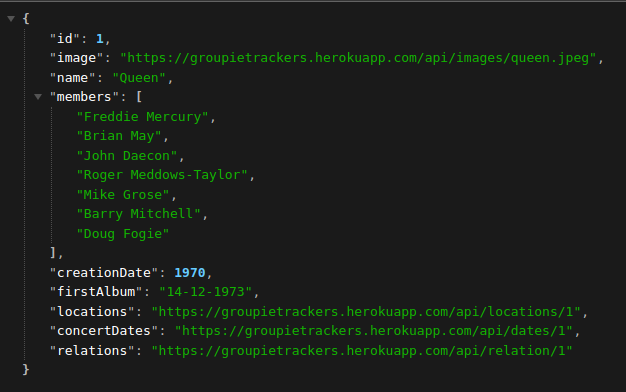 {
"id": 1,
"image": "https://groupietrackers.herokuapp.com/api/images/queen.jpeg",
"name": "Queen",
"members": [
"Freddie Mercury",
"Brian May",
"John Daecon",
"Roger Meddows-Taylor",
"Mike Grose",
"Barry Mitchell",
"Doug Fogie"
],
"creationDate": 1970,
"firstAlbum": "14-12-1973",
"locations": "https://groupietrackers.herokuapp.com/api/locations/1",
"concertDates": "https://groupietrackers.herokuapp.com/api/dates/1",
"relations": "https://groupietrackers.herokuapp.com/api/relation/1"
}